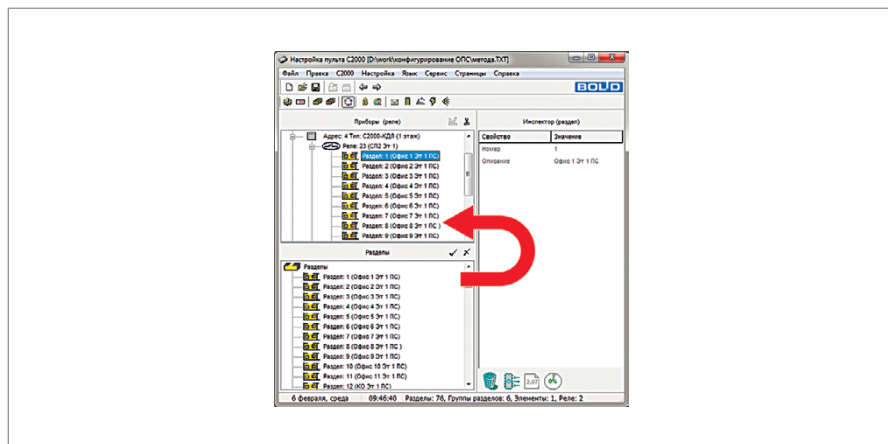 Настройка пульта С2000 [D:\work\конфигурирование ОПС\метода.TXT]
Файл Правка С2000 Настройка Язык Сервис Страницы Справка
BOLID
Приборы (реле)
Адрес: 4 Тип: С2000-КДЛ (1 этаж)
Реле: 23 (СП2 Эт 1)
Раздел: 1 (Офис 1 Эт 1 ПС)
Раздел: 2 (Офис 2 Эт 1 ПС)
Раздел: 3 (Офис 3 Эт 1 ПС)
Раздел: 4 (Офис 4 Эт 1 ПС)
Раздел: 5 (Офис 5 Эт 1 ПС)
Раздел: 6 (Офис 6 Эт 1 ПС)
Раздел: 7 (Офис 7 Эт 1 ПС)
Раздел: 8 (Офис 8 Эт 1 ПС )
Раздел: 9 (Офис 9 Эт 1 ПС)
Разделы
Разделы
Раздел: 1 (Офис 1 Эт 1 ПС)
Раздел: 2 (Офис 2 Эт 1 ПС)
Раздел: 3 (Офис 3 Эт 1 ПС)
Раздел: 4 (Офис 4 Эт 1 ПС)
Раздел: 5 (Офис 5 Эт 1 ПС)
Раздел: 6 (Офис 6 Эт 1 ПС)
Раздел: 7 (Офис 7 Эт 1 ПС)
Раздел: 8 (Офис 8 Эт 1 ПС )
Раздел: 9 (Офис 9 Эт 1 ПС)
Раздел: 10 (Офис 10 Эт 1 ПС)
Раздел: 11 (Офис 11 Эт 1 ПС)
Раздел: 12 (КО Эт 1 ПС)
Инспектор (раздел)
Свойство Значение
Номер 1
Описание Офис 1 Эт 1 ПС
2.07
0%
6 февраля, среда 09:46:40 Разделы: 76, Группы разделов: 6, Элементы: 1, Реле: 2